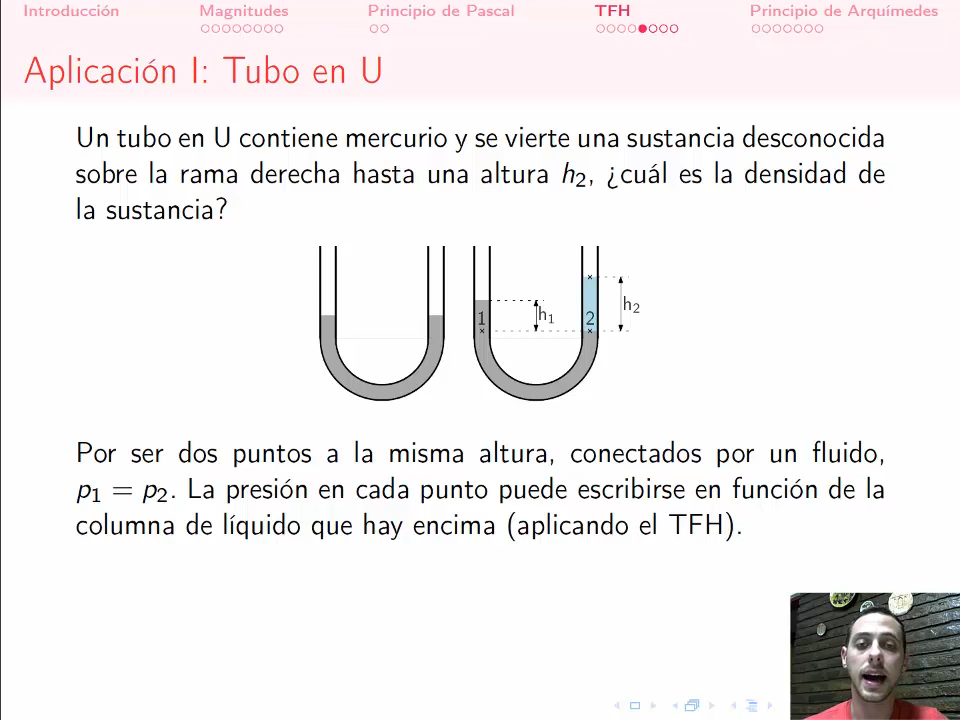 Introducción Magnitudes Principio de Pascal TFH Principio de Arquímedes
Aplicación I: Tubo en U
Un tubo en U contiene mercurio y se vierte una sustancia desconocida
sobre la rama derecha hasta una altura h₂, ¿cuál es la densidad de
la sustancia?
1 h₁ 2 h₂
Por ser dos puntos a la misma altura, conectados por un fluido,
p₁ = p₂. La presión en cada punto puede escribirse en función de la
columna de líquido que hay encima (aplicando el TFH).